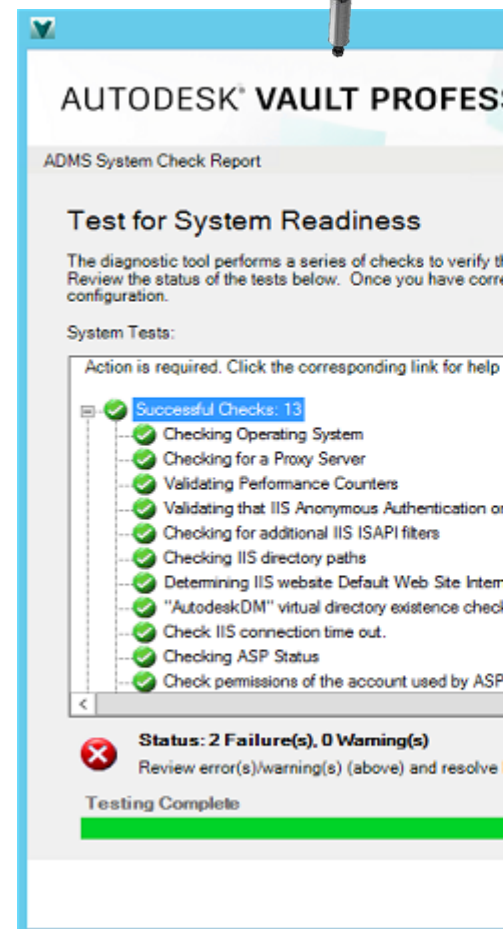 AUTODESK® VAULT PROFES
ADMS System Check Report
Test for System Readiness
The diagnostic tool performs a series of checks to verify th
Review the status of the tests below. Once you have corre
configuration.
System Tests:
Action is required. Click the corresponding link for help
Successful Checks: 13
Checking Operating System
Checking for a Proxy Server
Validating Performance Counters
Validating that IIS Anonymous Authentication or
Checking for additional IIS ISAPI filters
Checking IIS directory paths
Determining IIS website Default Web Site Intern
"AutodeskDM" virtual directory existence check
Check IIS connection time out.
Checking ASP Status
Check permissions of the account used by ASP
Status: 2 Failure(s), 0 Warning(s)
Review error(s)/warning(s) (above) and resolve
Testing Complete